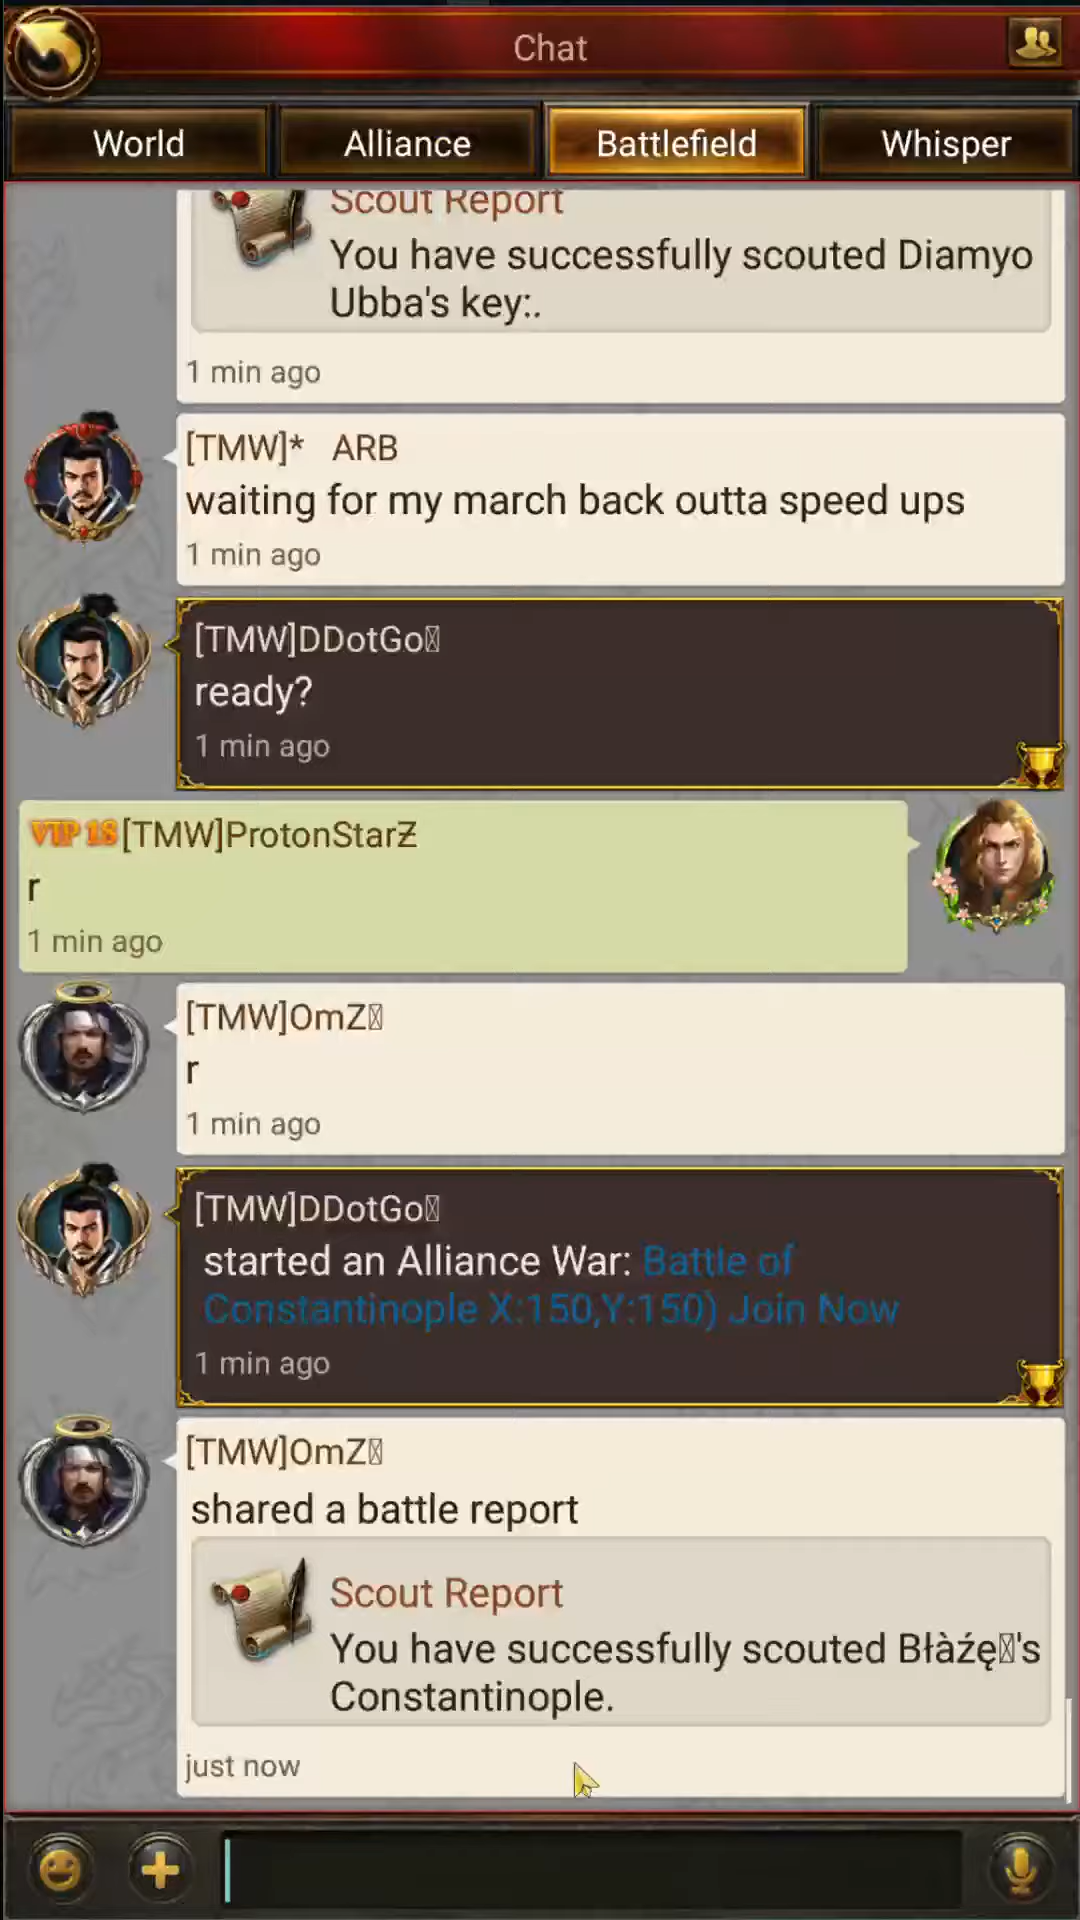 Chat
World Alliance Battlefield Whisper
Scout Report
You have successfully scouted Diamyo
Ubba's key:.
1 min ago
[TMW]* ARB
waiting for my march back outta speed ups
1 min ago
[TMW]DDotGo
ready?
1 min ago
VIP 18 [TMW]ProtonStarƵ
r
1 min ago
[TMW]OmZ
r
1 min ago
[TMW]DDotGo
started an Alliance War: Battle of
Constantinople X:150,Y:150) Join Now
1 min ago
[TMW]OmZ
shared a battle report
Scout Report
You have successfully scouted Błàźę's
Constantinople.
just now